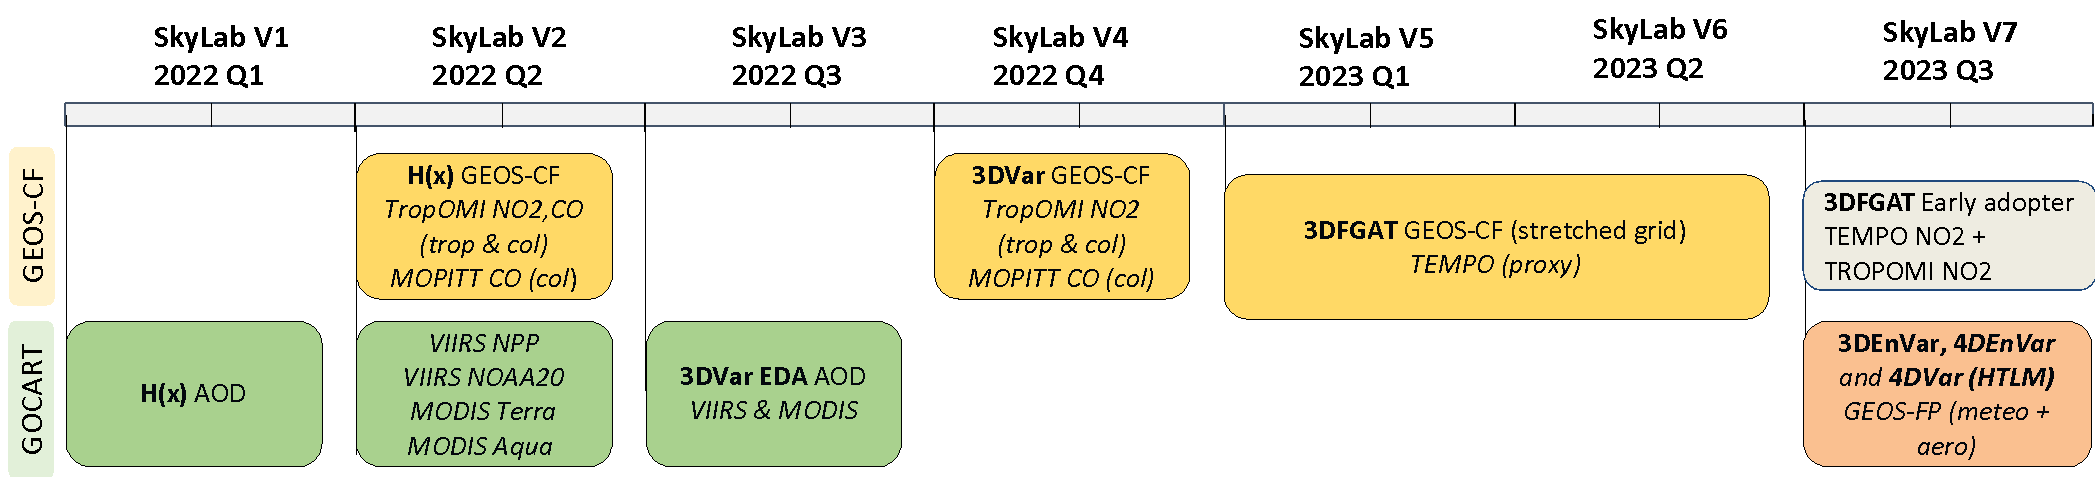 SkyLab V1
2022 Q1
SkyLab V2
2022 Q2
SkyLab V3
2022 Q3
SkyLab V4
2022 Q4
SkyLab V5
2023 Q1
SkyLab V6
2023 Q2
SkyLab V7
2023 Q3
GEOS-CF
H(x) GEOS-CF
TropOMI NO2,CO
(trop & col)
MOPITT CO (col)
3DVar GEOS-CF
TropOMI NO2
(trop & col)
MOPITT CO (col)
3DFGAT GEOS-CF (stretched grid)
TEMPO (proxy)
3DFGAT Early adopter
TEMPO NO2 +
TROPOMI NO2
GOCART
H(x) AOD
VIIRS NPP
VIIRS NOAA20
MODIS Terra
MODIS Aqua
3DVar EDA AOD
VIIRS & MODIS
3DEnVar, 4DEnVar
and 4DVar (HTLM)
GEOS-FP (meteo +
aero)